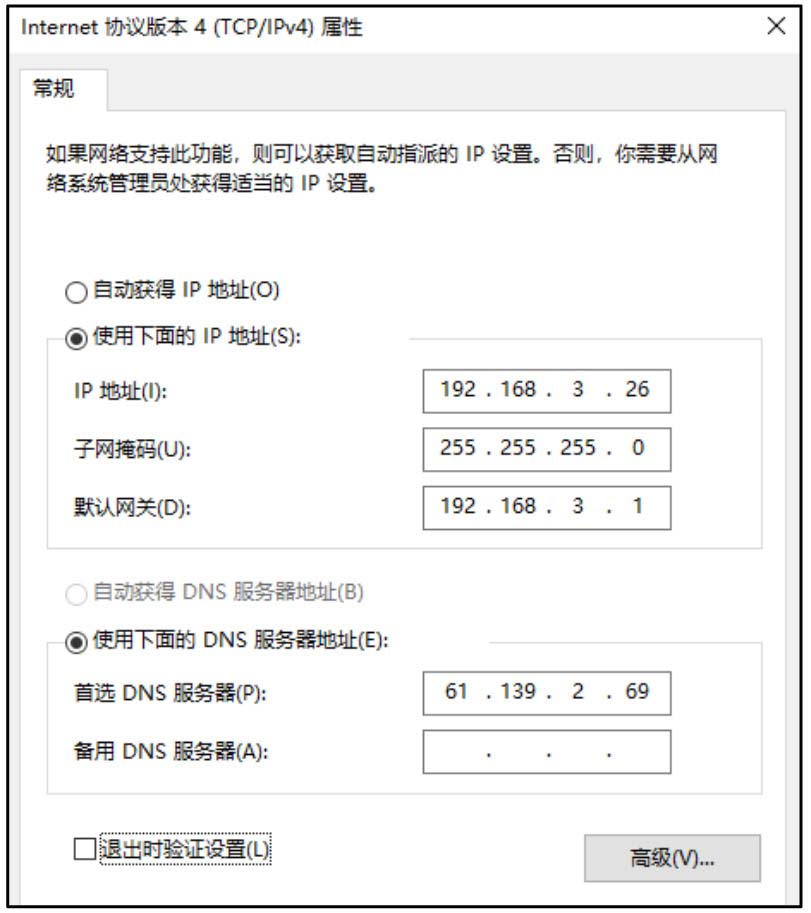 Internet 协议版本 4 (TCP/IPv4) 属性
常规
如果网络支持此功能，则可以获取自动指派的 IP 设置。否则，你需要从网
络系统管理员处获得适当的 IP 设置。
自动获得 IP 地址(O)
使用下面的 IP 地址(S):
IP 地址(I): 192 . 168 . 3 . 26
子网掩码(U): 255 . 255 . 255 . 0
默认网关(D): 192 . 168 . 3 . 1
自动获得 DNS 服务器地址(B)
使用下面的 DNS 服务器地址(E):
首选 DNS 服务器(P): 61 . 139 . 2 . 69
备用 DNS 服务器(A): . . .
退出时验证设置(L)
高级(V)...